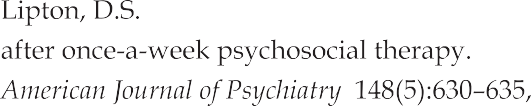 Lipton, D.S.
after once-a-week psychosocial therapy.
American Journal of Psychiatry 148(5):630–635,